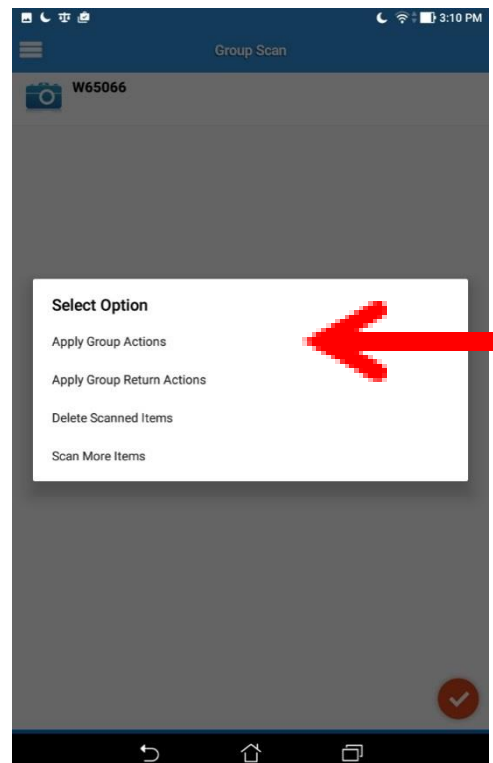 3:10 PM
Group Scan
W65066
Select Option
Apply Group Actions
Apply Group Return Actions
Delete Scanned Items
Scan More Items